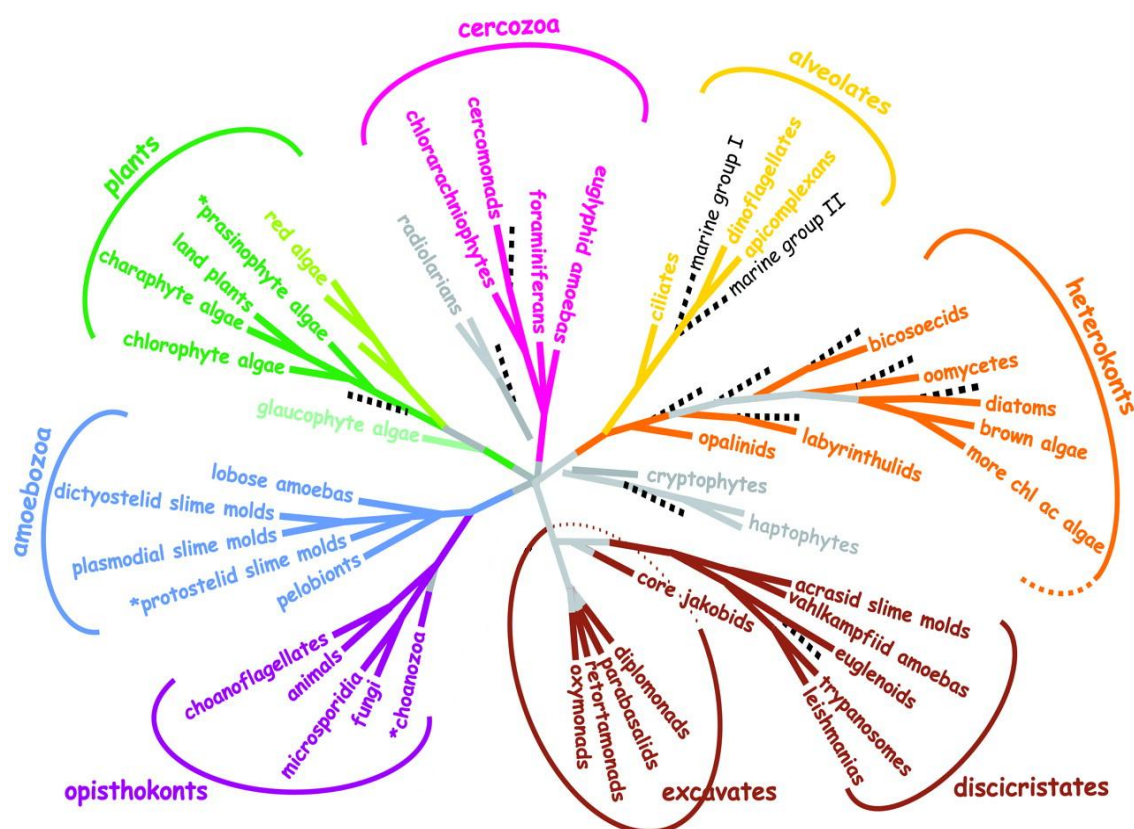 cercozoa
cercomonads
chlorarachniophytes
foraminiferans
euglyphid amoebas
radiolarians
alveolates
ciliates
marine group I
dinoflagellates
apicomplexans
marine group II
plants
red algae
*prasinophyte algae
land plants
charaphyte algae
chlorophyte algae
glaucophyte algae
heterokonts
bicosoecids
oomycetes
diatoms
brown algae
more chl ac algae
labyrinthulids
opalinids
cryptophytes
haptophytes
amoebozoa
lobose amoebas
dictyostelid slime molds
plasmodial slime molds
*protostelid slime molds
pelobionts
opisthokonts
choanoflagellates
animals
microsporidia
fungi
*choanozoa
excavates
oxymonads
retortamonads
parabasalids
diplomonads
core jakobids
discicristates
acrasid slime molds
vahlkampfiid amoebas
euglenoids
trypanosomes
leishmanias